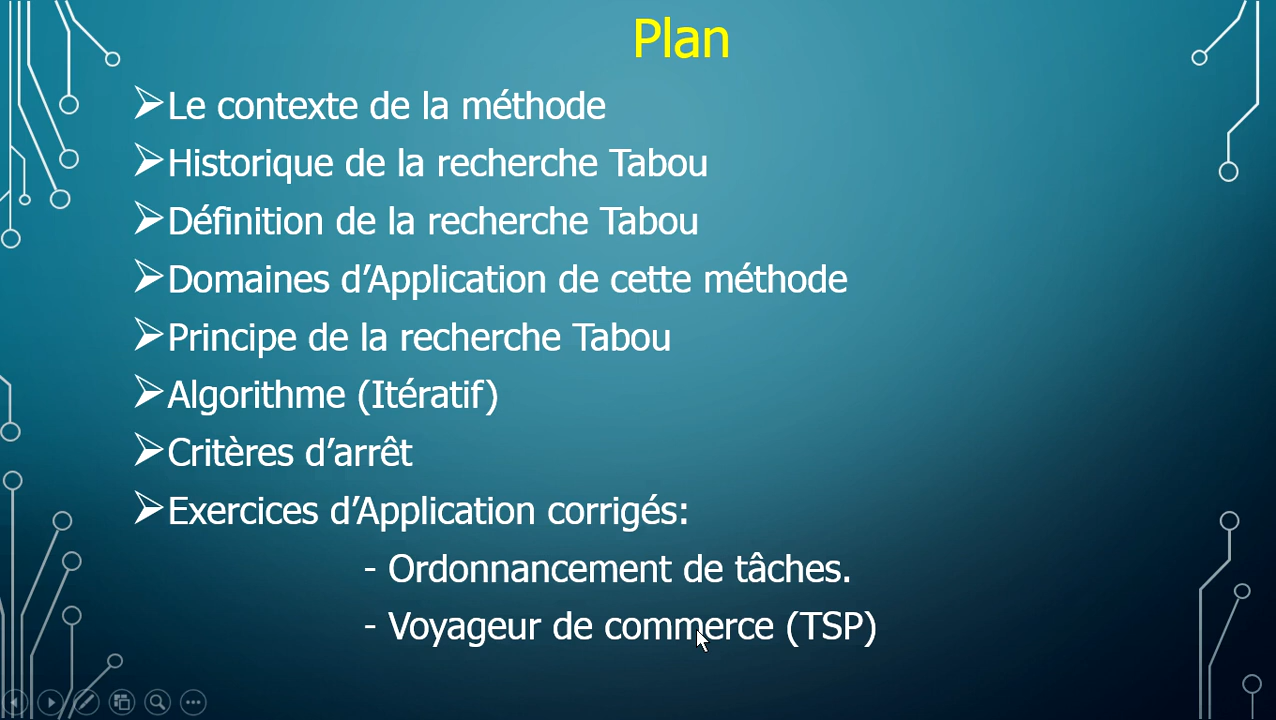 Plan
➢Le contexte de la méthode
➢Historique de la recherche Tabou
➢Définition de la recherche Tabou
➢Domaines d’Application de cette méthode
➢Principe de la recherche Tabou
➢Algorithme (Itératif)
➢Critères d’arrêt
➢Exercices d’Application corrigés:
- Ordonnancement de tâches.
- Voyageur de commerce (TSP)